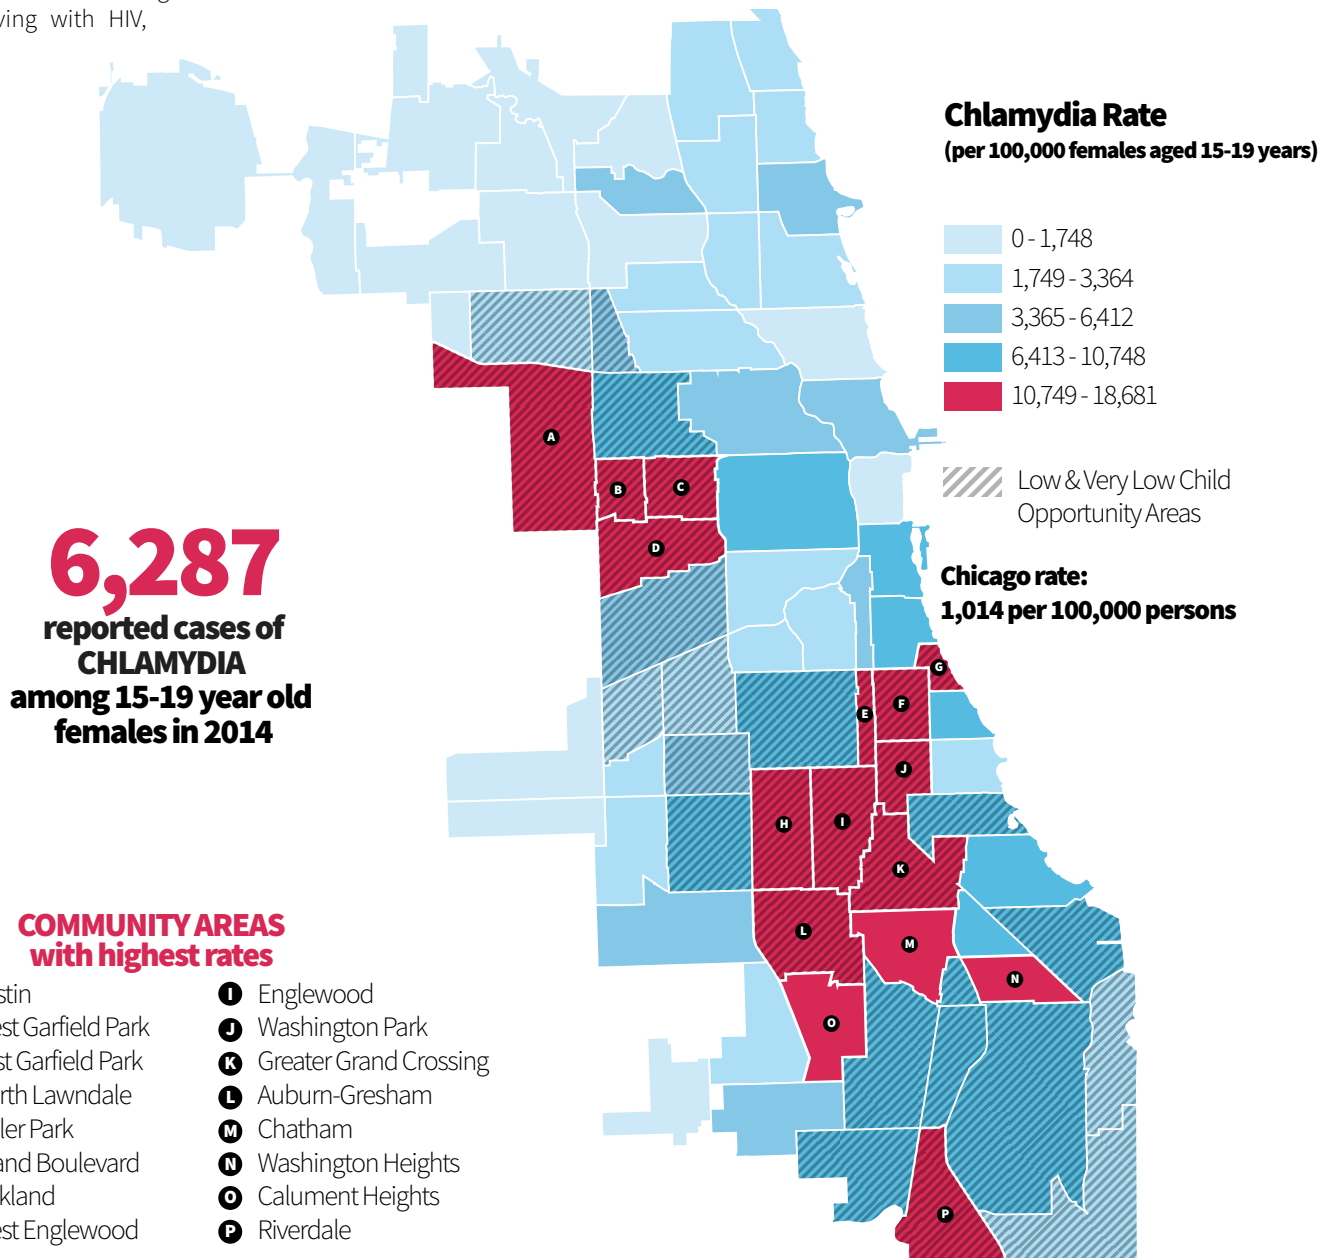 ving with HIV,
Chlamydia Rate
(per 100,000 females aged 15-19 years)
0 - 1,748
1,749 - 3,364
3,365 - 6,412
6,413 - 10,748
10,749 - 18,681
Low & Very Low Child
Opportunity Areas
Chicago rate:
1,014 per 100,000 persons
6,287
reported cases of
CHLAMYDIA
among 15-19 year old
females in 2014
A
B
C
D
E
F
G
H
I
J
K
L
M
N
O
P
COMMUNITY AREAS
with highest rates
stin
est Garfield Park
st Garfield Park
rth Lawndale
ler Park
and Boulevard
kland
est Englewood
I Englewood
J Washington Park
K Greater Grand Crossing
L Auburn-Gresham
M Chatham
N Washington Heights
O Calument Heights
P Riverdale